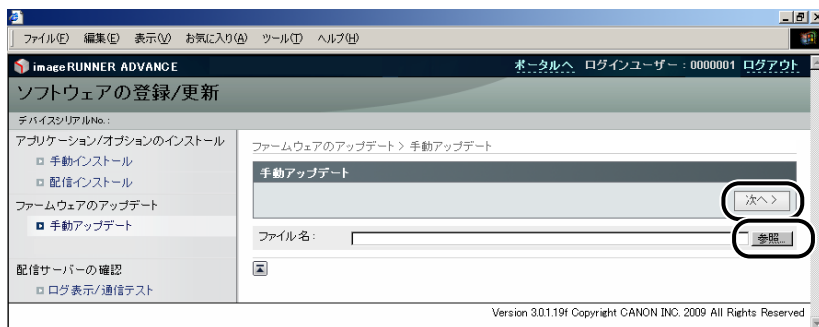 ファイル(F) 編集(E) 表示(V) お気に入り(A) ツール(T) ヘルプ(H)
imageRUNNER ADVANCE ポータルへ ログインユーザー : 0000001 ログアウト
ソフトウェアの登録/更新
デバイスシリアルNo.:
アプリケーション/オプションのインストール
手動インストール
配信インストール
ファームウェアのアップデート
手動アップデート
配信サーバーの確認
ログ表示/通信テスト
ファームウェアのアップデート > 手動アップデート
手動アップデート
次へ >
ファイル名 : 参照...
Version 3.0.1.19f Copyright CANON INC. 2009 All Rights Reserved